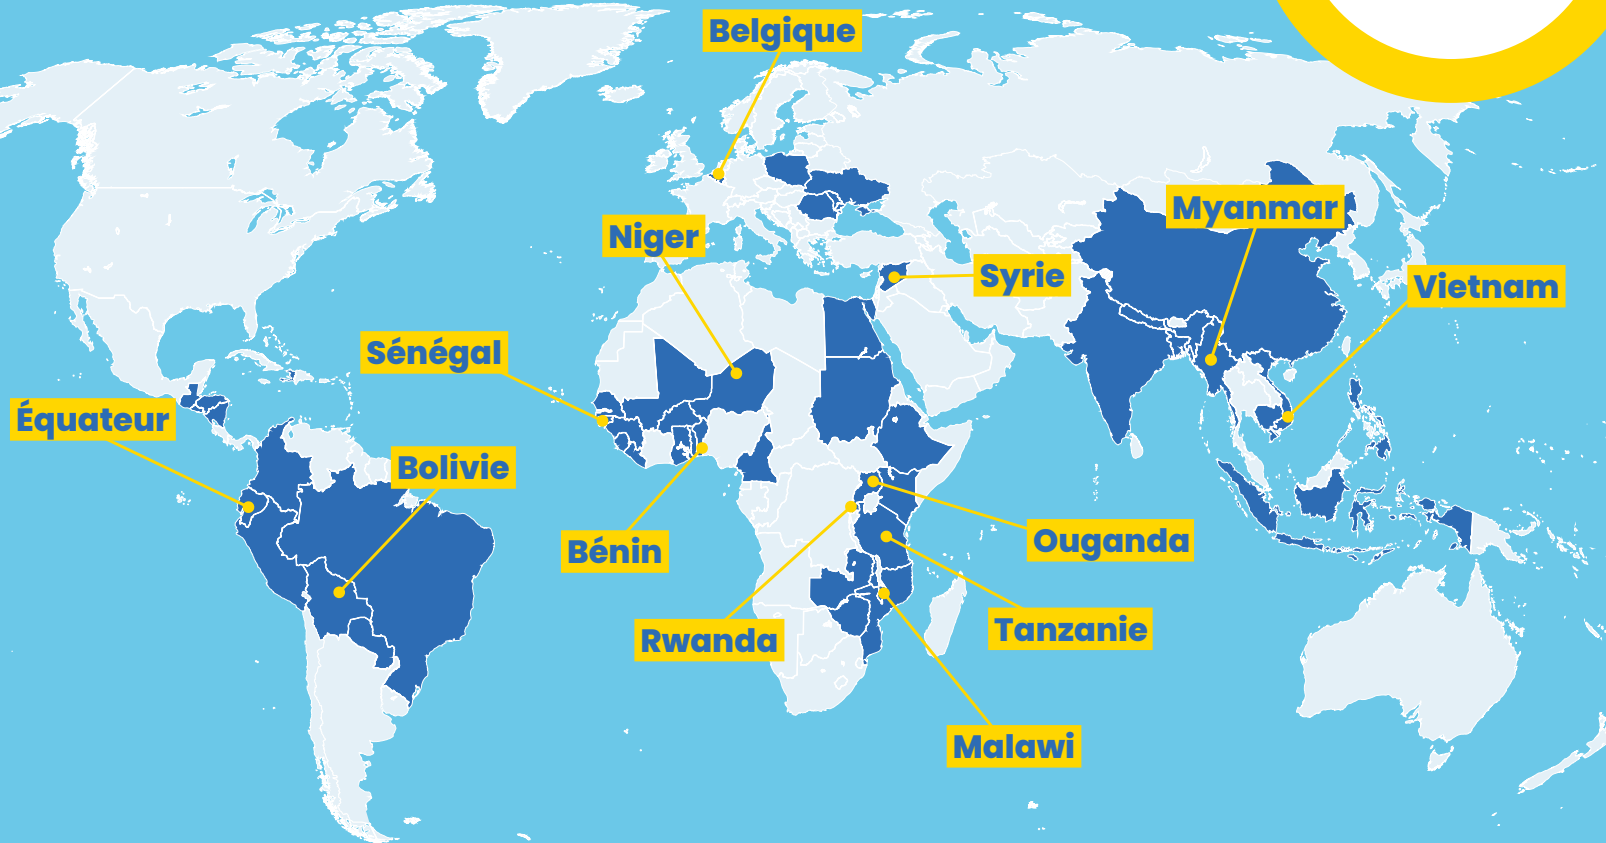 Belgique
Myanmar
Niger
Syrie
Vietnam
Sénégal
Équateur
Bolivie
Bénin
Ouganda
Rwanda
Tanzanie
Malawi